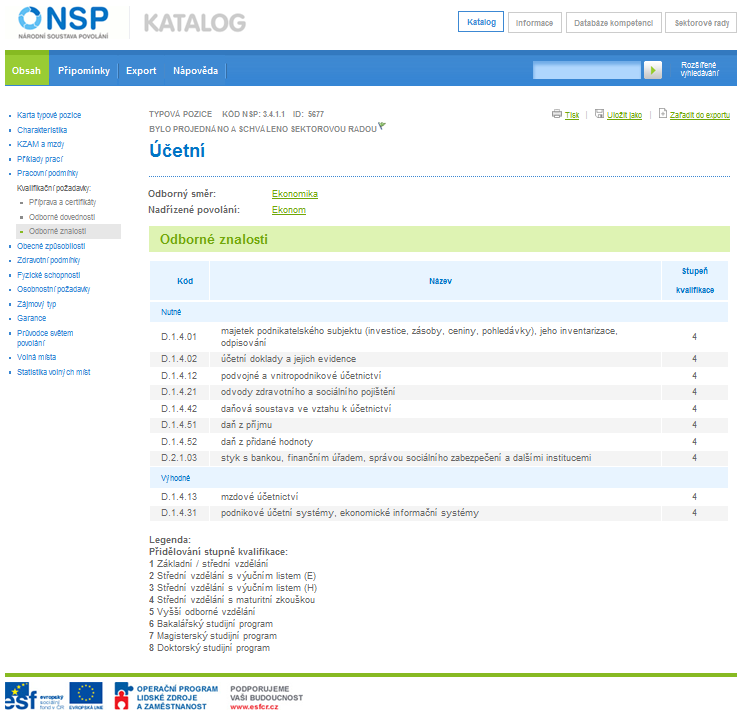 NSP
NÁRODNÍ SOUSTAVA POVOLÁNÍ
KATALOG
Katalog
Informace
Databáze kompetencí
Sektorové rady
Obsah
Připomínky
Export
Nápověda
Rozšířené
vyhledávání
Karta typové pozice
Charakteristika
KZAM a mzdy
Příklady prací
Pracovní podmínky
Kvalifikační požadavky:
Příprava a certifikáty
Odborné dovednosti
Odborné znalosti
Obecné způsobilosti
Zdravotní podmínky
Fyzické schopnosti
Osobnostní požadavky
Zájmový typ
Garance
Průvodce světem
povolání
Volná místa
Statistika volných míst
TYPOVÁ POZICE KÓD NSP: 3.4.1.1 ID: 5677
Tisk
Uložit jako
Zařadit do exportu
BYLO PROJEDNÁNO A SCHVÁLENO SEKTOROVOU RADOU
Účetní
Odborný směr: Ekonomika
Nadřízené povolání: Ekonom
Odborné znalosti
Kód Název Stupeň
kvalifikace
Nutné
D.1.4.01 majetek podnikatelského subjektu (investice, zásoby, ceniny, pohledávky), jeho inventarizace,
odpisování 4
D.1.4.02 účetní doklady a jejich evidence 4
D.1.4.12 podvojné a vnitropodnikové účetnictví 4
D.1.4.21 odvody zdravotního a sociálního pojištění 4
D.1.4.42 daňová soustava ve vztahu k účetnictví 4
D.1.4.51 daň z příjmu 4
D.1.4.52 daň z přidané hodnoty 4
D.2.1.03 styk s bankou, finančním úřadem, správou sociálního zabezpečení a dalšími institucemi 4
Výhodné
D.1.4.13 mzdové účetnictví 4
D.1.4.31 podnikové účetní systémy, ekonomické informační systémy 4
Legenda:
Přidělování stupně kvalifikace:
1 Základní / střední vzdělání
2 Střední vzdělání s výučním listem (E)
3 Střední vzdělání s výučním listem (H)
4 Střední vzdělání s maturitní zkouškou
5 Vyšší odborné vzdělání
6 Bakalářský studijní program
7 Magisterský studijní program
8 Doktorský studijní program
esf
evropský
sociální
fond v ČR
EVROPSKÁ UNIE
OPERAČNÍ PROGRAM
LIDSKÉ ZDROJE
A ZAMĚSTNANOST
PODPORUJEME
VAŠI BUDOUCNOST
www.esfcr.cz